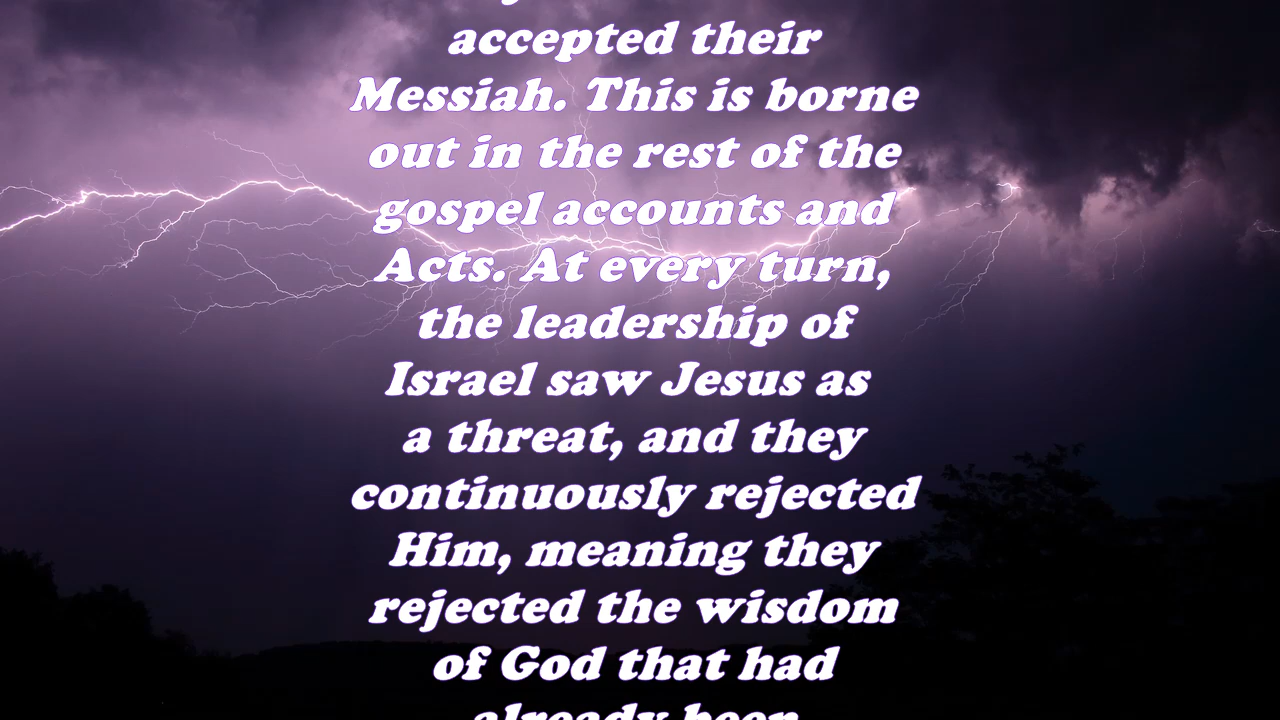 accepted their
Messiah. This is borne
out in the rest of the
gospel accounts and
Acts. At every turn,
the leadership of
Israel saw Jesus as
a threat, and they
continuously rejected
Him, meaning they
rejected the wisdom
of God that had
already been